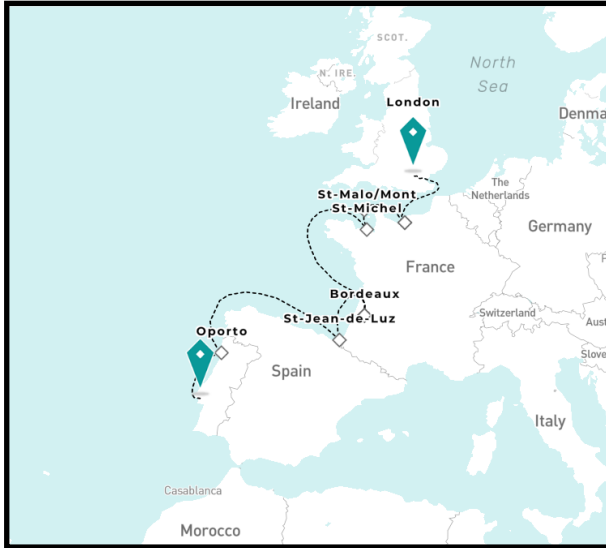 SCOT.
North
Sea
N. IRE.
Ireland
London
Denma
The
Netherlands
St-Malo/Mont
St-Michel
Germany
France
Bordeaux
Switzerland
Aust
St-Jean-de-Luz
Oporto
Slove
Spain
Italy
Casablanca
Morocco